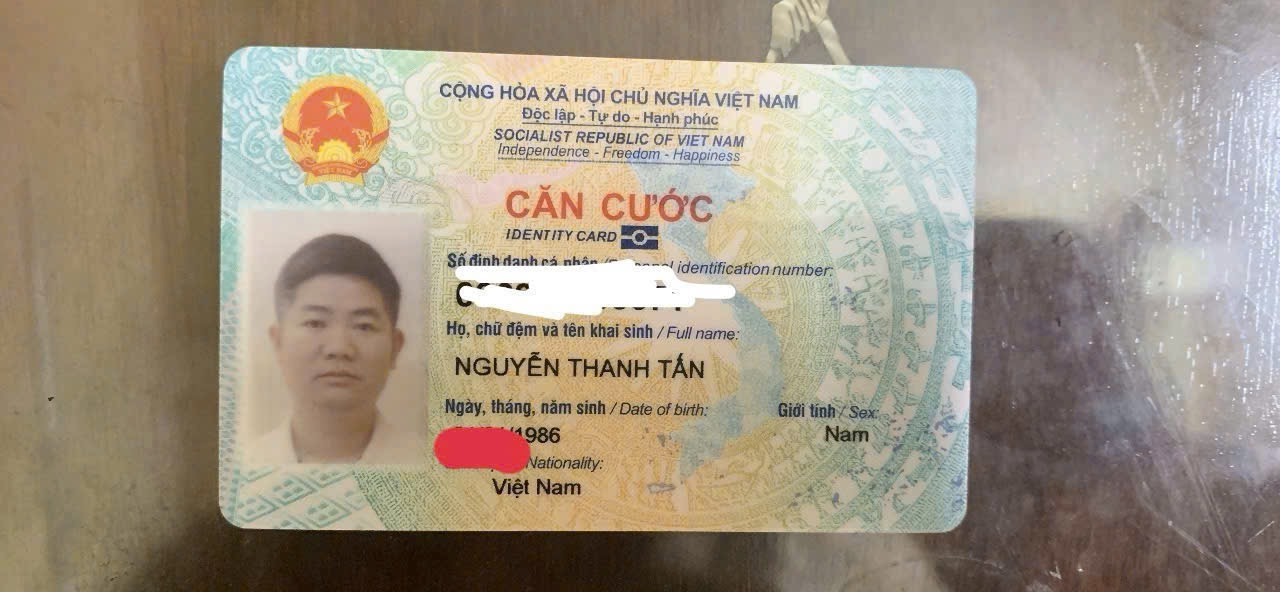 CỘNG HÒA XÃ HỘI CHỦ NGHĨA VIỆT NAM
Độc lập - Tự do - Hạnh phúc
SOCIALIST REPUBLIC OF VIET NAM
Independence - Freedom - Happiness
VIỆT NAM
CĂN CƯỚC
IDENTITY CARD
Số định danh cá nhân / Personal identification number:
Họ, chữ đệm và tên khai sinh / Full name:
NGUYỄN THANH TẤN
Ngày, tháng, năm sinh / Date of birth: Giới tính / Sex:
/1986 Nam
Nationality:
Việt Nam